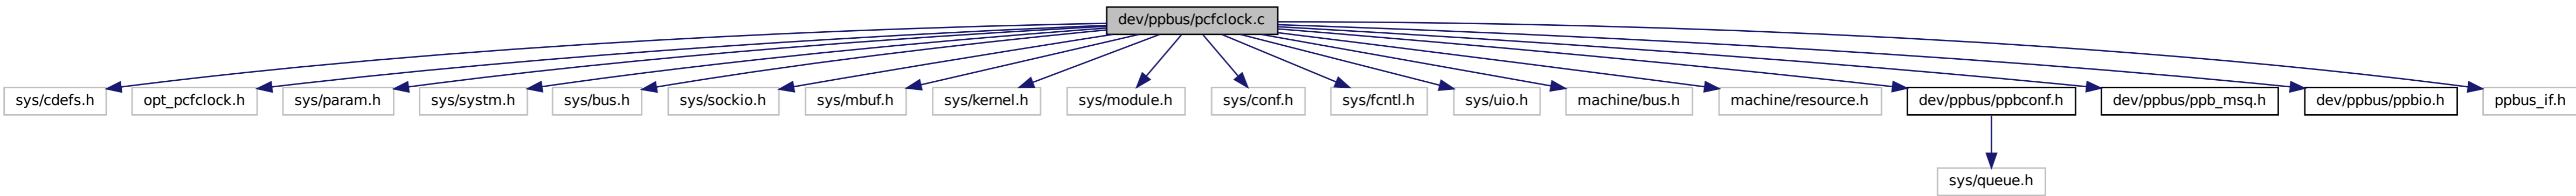 dev/ppbus/pcfclock.c
sys/cdefs.h
opt_pcfclock.h
sys/param.h
sys/systm.h
sys/bus.h
sys/sockio.h
sys/mbuf.h
sys/kernel.h
sys/module.h
sys/conf.h
sys/fcntl.h
sys/uio.h
machine/bus.h
machine/resource.h
dev/ppbus/ppbconf.h
dev/ppbus/ppb_msq.h
dev/ppbus/ppbio.h
ppbus_if.h
sys/queue.h